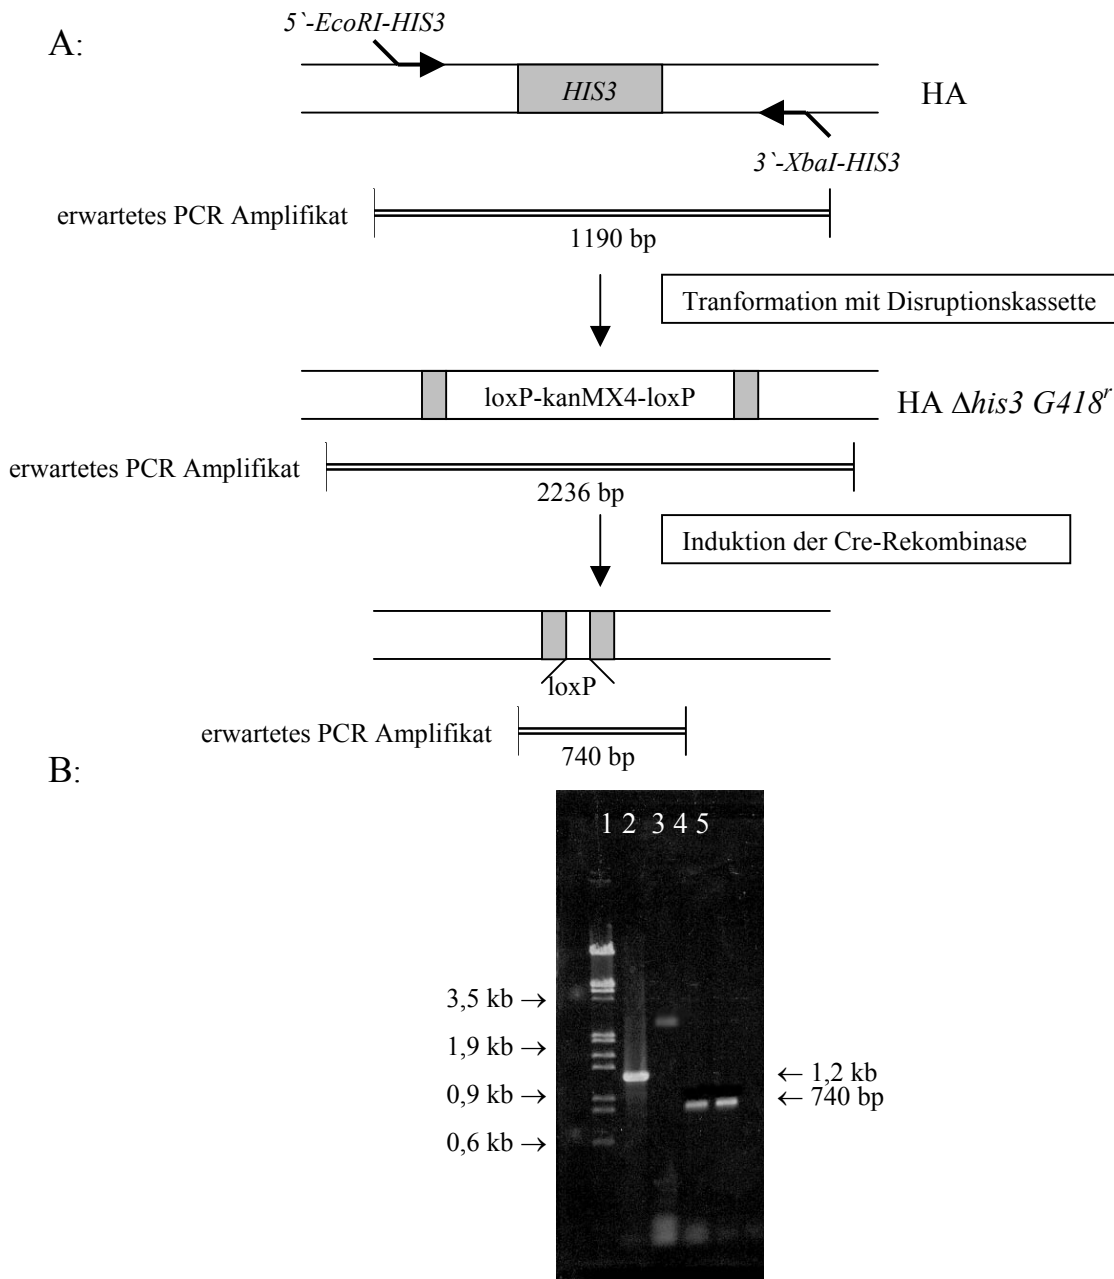 A:
5`-EcoRI-HIS3
HIS3
HA
3`-XbaI-HIS3
erwartetes PCR Amplifikat
1190 bp
Tranformation mit Disruptionskassette
loxP-kanMX4-loxP
HA Δhis3 G418r
erwartetes PCR Amplifikat
2236 bp
Induktion der Cre-Rekombinase
loxP
erwartetes PCR Amplifikat
740 bp
B:
1 2 3 4 5
3,5 kb →
1,9 kb →
← 1,2 kb
0,9 kb →
← 740 bp
0,6 kb →